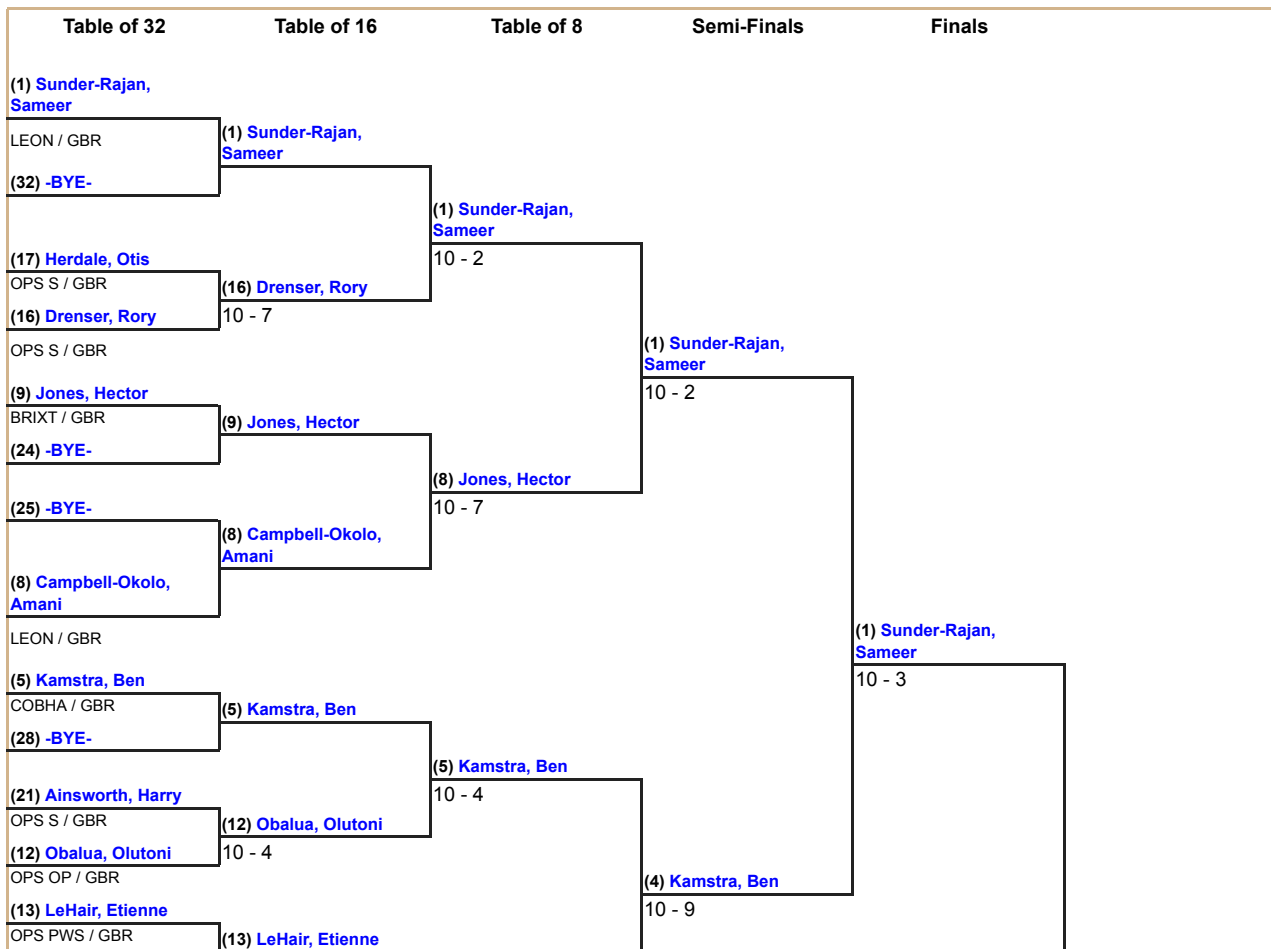 Table of 32 Table of 16 Table of 8 Semi-Finals Finals
(1) Sunder-Rajan,
Sameer
LEON / GBR
(1) Sunder-Rajan,
Sameer
(32) -BYE-
(1) Sunder-Rajan,
Sameer
(17) Herdale, Otis
10 - 2
OPS S / GBR
(16) Drenser, Rory
(16) Drenser, Rory
10 - 7
OPS S / GBR
(1) Sunder-Rajan,
Sameer
(9) Jones, Hector
10 - 2
BRIXT / GBR
(9) Jones, Hector
(24) -BYE-
(8) Jones, Hector
(25) -BYE-
10 - 7
(8) Campbell-Okolo,
Amani
(8) Campbell-Okolo,
Amani
LEON / GBR
(1) Sunder-Rajan,
Sameer
(5) Kamstra, Ben
10 - 3
COBHA / GBR
(5) Kamstra, Ben
(28) -BYE-
(5) Kamstra, Ben
(21) Ainsworth, Harry
10 - 4
OPS S / GBR
(12) Obalua, Olutoni
(12) Obalua, Olutoni
10 - 4
OPS OP / GBR
(4) Kamstra, Ben
(13) LeHair, Etienne
10 - 9
OPS PWS / GBR
(13) LeHair, Etienne